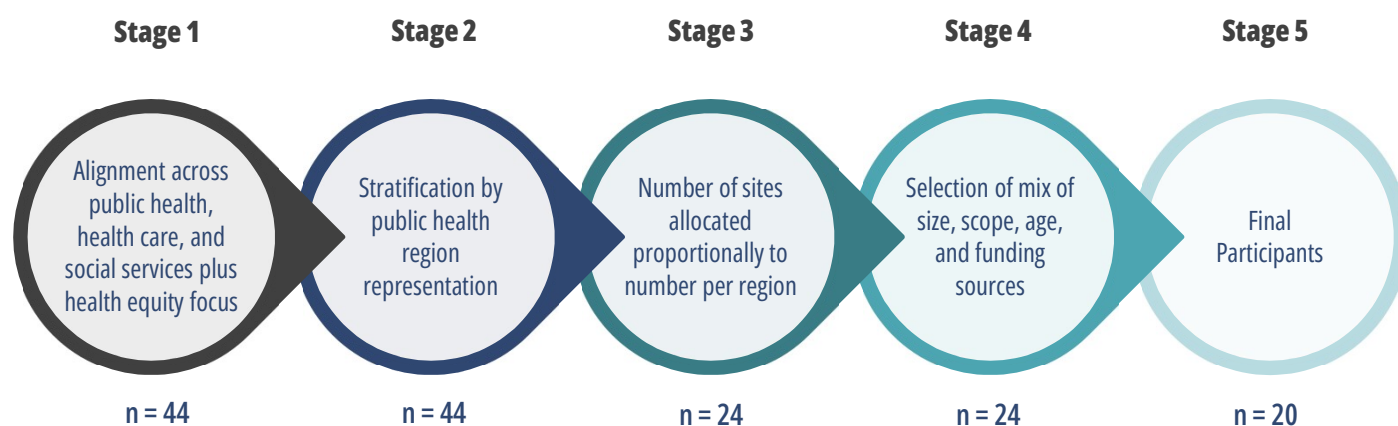 Stage 1
Stage 2
Stage 3
Stage 4
Stage 5
Alignment across
public health,
health care, and
social services plus
health equity focus
Stratification by
public health
region
representation
Number of sites
allocated
proportionally to
number per region
Selection of mix of
size, scope, age,
and funding
sources
Final
Participants
n = 44
n = 44
n = 24
n = 24
n = 20